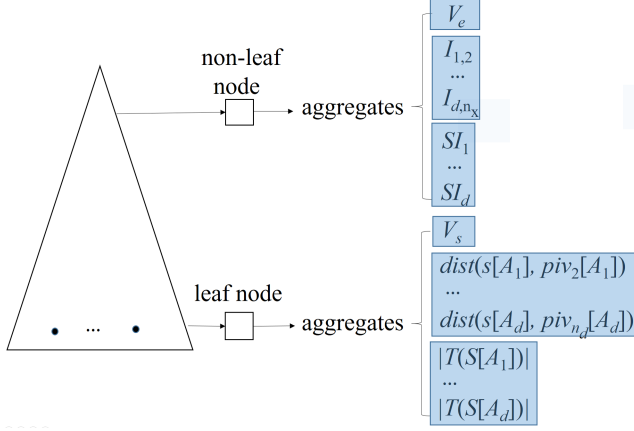 non-leaf
node
aggregates
V_e
I_{1,2}
...
I_{d,n_x}
SI_1
...
SI_d
leaf node
...
aggregates
V_s
dist(s[A_1], piv_2[A_1])
...
dist(s[A_d], piv_{n_d}[A_d])
|T(S[A_1])|
...
|T(S[A_d])|